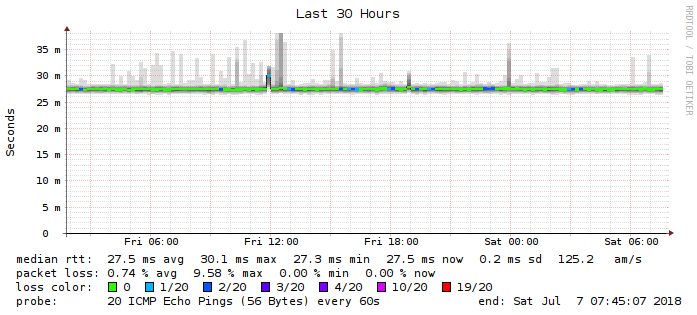 Last 30 Hours
RRDTOOL / TOBI OETIKER
Seconds
35 m
30 m
25 m
20 m
15 m
10 m
5 m
0
Fri 06:00 Fri 12:00 Fri 18:00 Sat 00:00 Sat 06:00
median rtt: 27.5 ms avg 30.1 ms max 27.3 ms min 27.5 ms now 0.2 ms sd 125.2 am/s
packet loss: 0.74 % avg 9.58 % max 0.00 % min 0.00 % now
loss color: 0 1/20 2/20 3/20 4/20 10/20 19/20
probe: 20 ICMP Echo Pings (56 Bytes) every 60s end: Sat Jul 7 07:45:07 2018